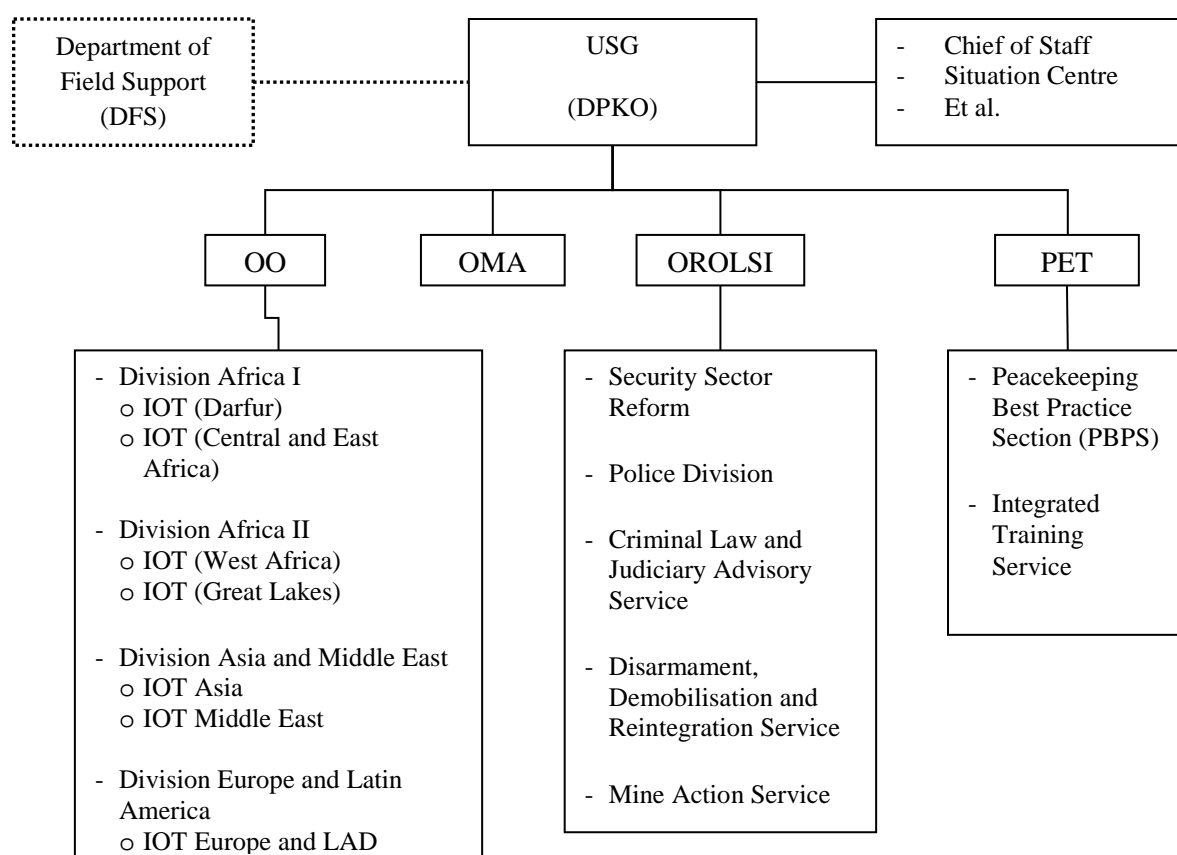 Department of
Field Support
(DFS)
USG
(DPKO)
- Chief of Staff
- Situation Centre
- Et al.
OO
OMA
OROLSI
PET
- Division Africa I
o IOT (Darfur)
o IOT (Central and East
Africa)
- Division Africa II
o IOT (West Africa)
o IOT (Great Lakes)
- Division Asia and Middle East
o IOT Asia
o IOT Middle East
- Division Europe and Latin
America
o IOT Europe and LAD
- Security Sector
Reform
- Police Division
- Criminal Law and
Judiciary Advisory
Service
- Disarmament,
Demobilisation and
Reintegration Service
- Mine Action Service
- Peacekeeping
Best Practice
Section (PBPS)
- Integrated
Training
Service